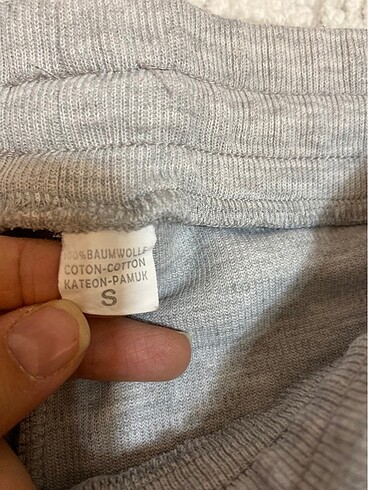 100% BAUMWOLLE
COTON-COTTON
KATEON-PAMUK
S